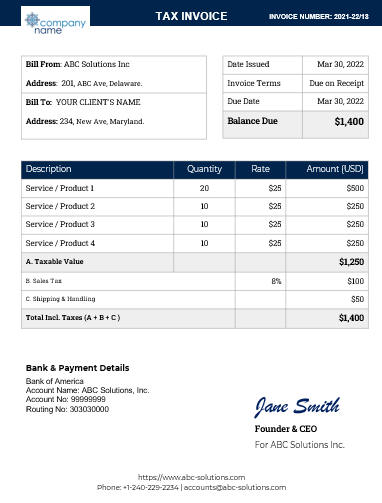 company
name
TAX INVOICE
INVOICE NUMBER: 2021-22/13
Bill From: ABC Solutions Inc
Address: 201, ABC Ave, Delaware.
Bill To: YOUR CLIENT'S NAME
Address: 234, New Ave, Maryland.
Date Issued Mar 30, 2022
Invoice Terms Due on Receipt
Due Date Mar 30, 2022
Balance Due $1,400
Description Quantity Rate Amount [USD]
Service / Product 1 20 $25 $500
Service / Product 2 10 $25 $250
Service / Product 3 10 $25 $250
Service / Product 4 10 $25 $250
A. Taxable Value $1,250
B. Sales Tax 8% $100
C. Shipping & Handling $50
Total Incl. Taxes (A + B + C ) $1,400
Bank & Payment Details
Bank of America
Account Name: ABC Solutions, Inc.
Account No: 99999999
Routing No: 303030000
Jane Smith
Founder & CEO
For ABC Solutions Inc.
https://www.abc-solutions.com
Phone: +1-240-229-2234 | accounts@abc-solutions.com